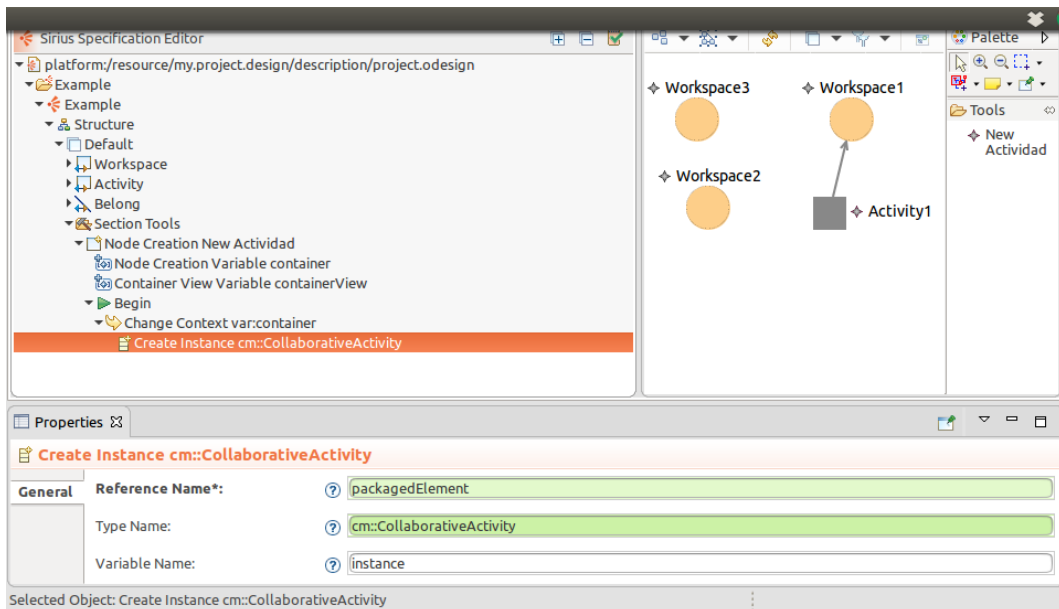 Sirius Specification Editor
platform:/resource/my.project.design/description/project.odesign
Example
Example
Structure
Default
Workspace
Activity
Belong
Section Tools
Node Creation New Actividad
Node Creation Variable container
Container View Variable containerView
Begin
Change Context var:container
Create Instance cm::CollaborativeActivity
Workspace3
Workspace1
Workspace2
Activity1
Palette
Tools
New
Actividad
Properties
Create Instance cm::CollaborativeActivity
General
Reference Name*:
packagedElement
Type Name:
cm::CollaborativeActivity
Variable Name:
instance
Selected Object: Create Instance cm::CollaborativeActivity